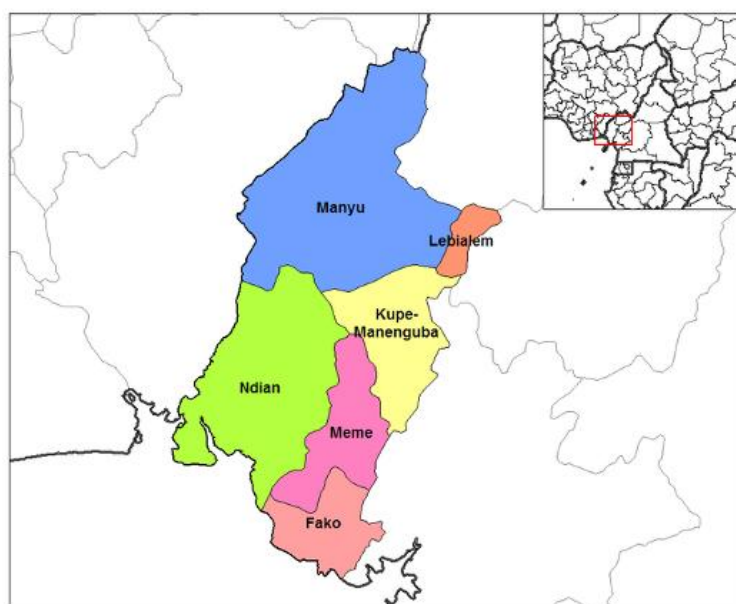 Manyu
Lebialem
Kupe-
Manenguba
Ndian
Meme
Fako